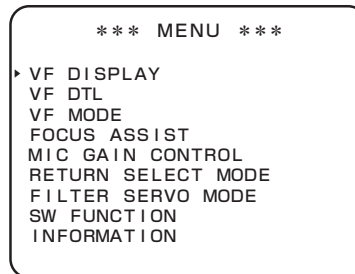 *** MENU ***
VF DISPLAY
VF DTL
VF MODE
FOCUS ASSIST
MIC GAIN CONTROL
RETURN SELECT MODE
FILTER SERVO MODE
SW FUNCTION
INFORMATION